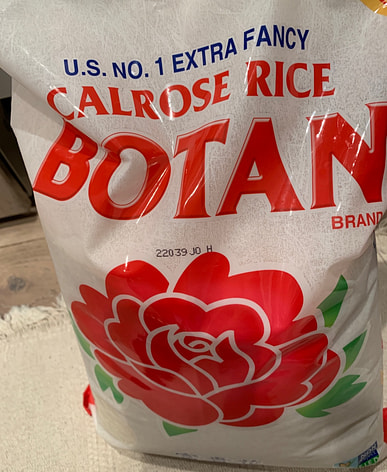 U.S. NO. 1 EXTRA FANCY
CALROSE RICE
BOTAN
BRAND
22039 JO H